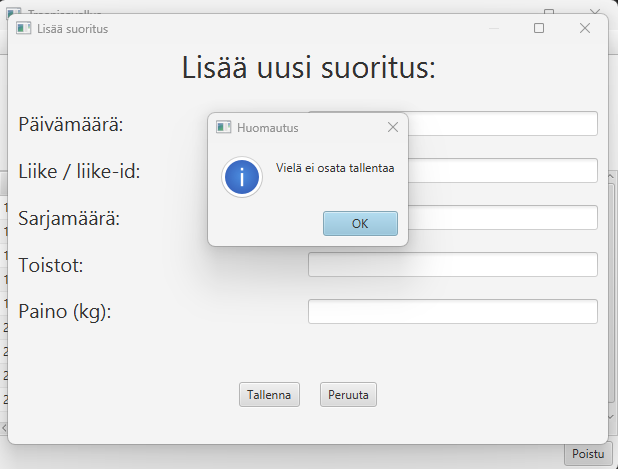 Lisää suoritus
Lisää uusi suoritus:
Päivämäärä:
Huomautus
Vielä ei osata tallentaa
OK
Liike / liike-id:
Sarjamäärä:
Toistot:
Paino (kg):
Tallenna
Peruuta
Poistu